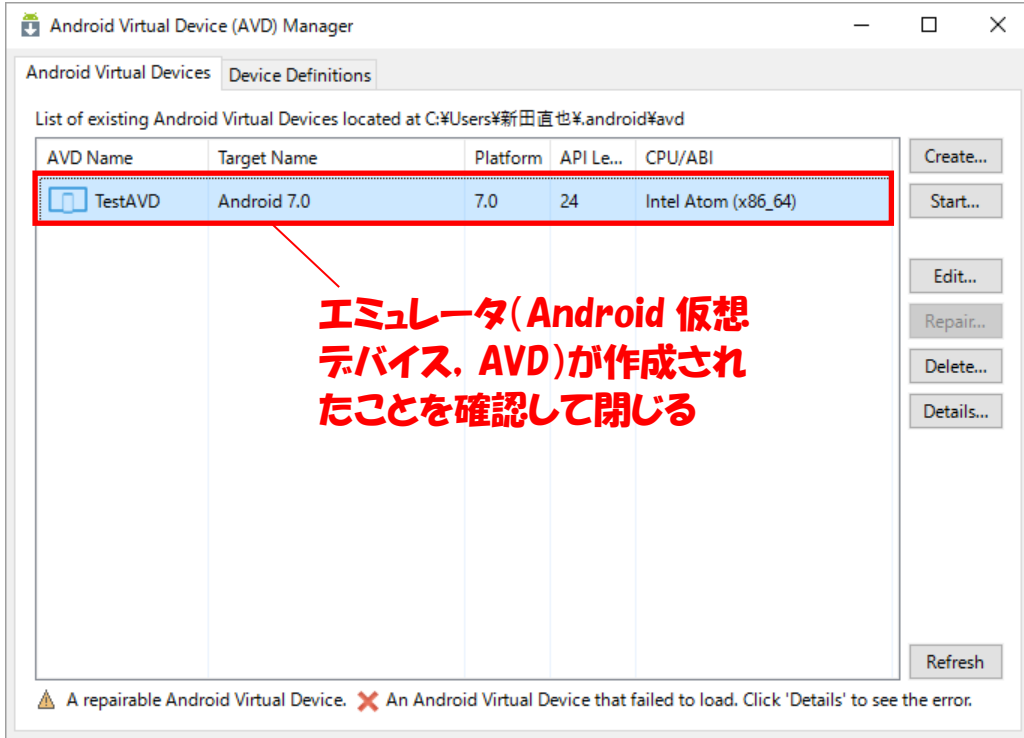 Android Virtual Device (AVD) Manager
Android Virtual Devices
Device Definitions
List of existing Android Virtual Devices located at C:¥Users¥新田直也¥.android¥avd
AVD Name Target Name Platform API Le... CPU/ABI
TestAVD Android 7.0 7.0 24 Intel Atom (x86_64)
Create...
Start...
Edit...
Repair...
Delete...
Details...
エミュレータ(Android 仮想
デバイス, AVD)が作成され
たことを確認して閉じる
Refresh
A repairable Android Virtual Device. An Android Virtual Device that failed to load. Click 'Details' to see the error.